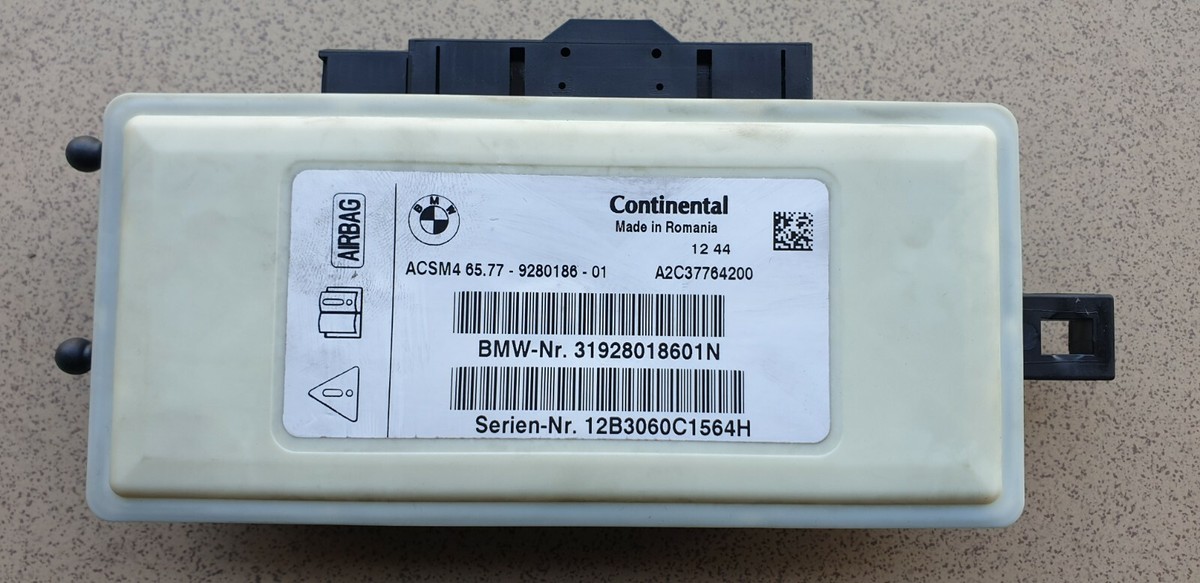 AIRBAG
BMW
Continental
Made in Romania
12 44
ACSM4 65.77 - 9280186 - 01 A2C37764200
BMW-Nr. 31928018601N
Serien-Nr. 12B3060C1564H